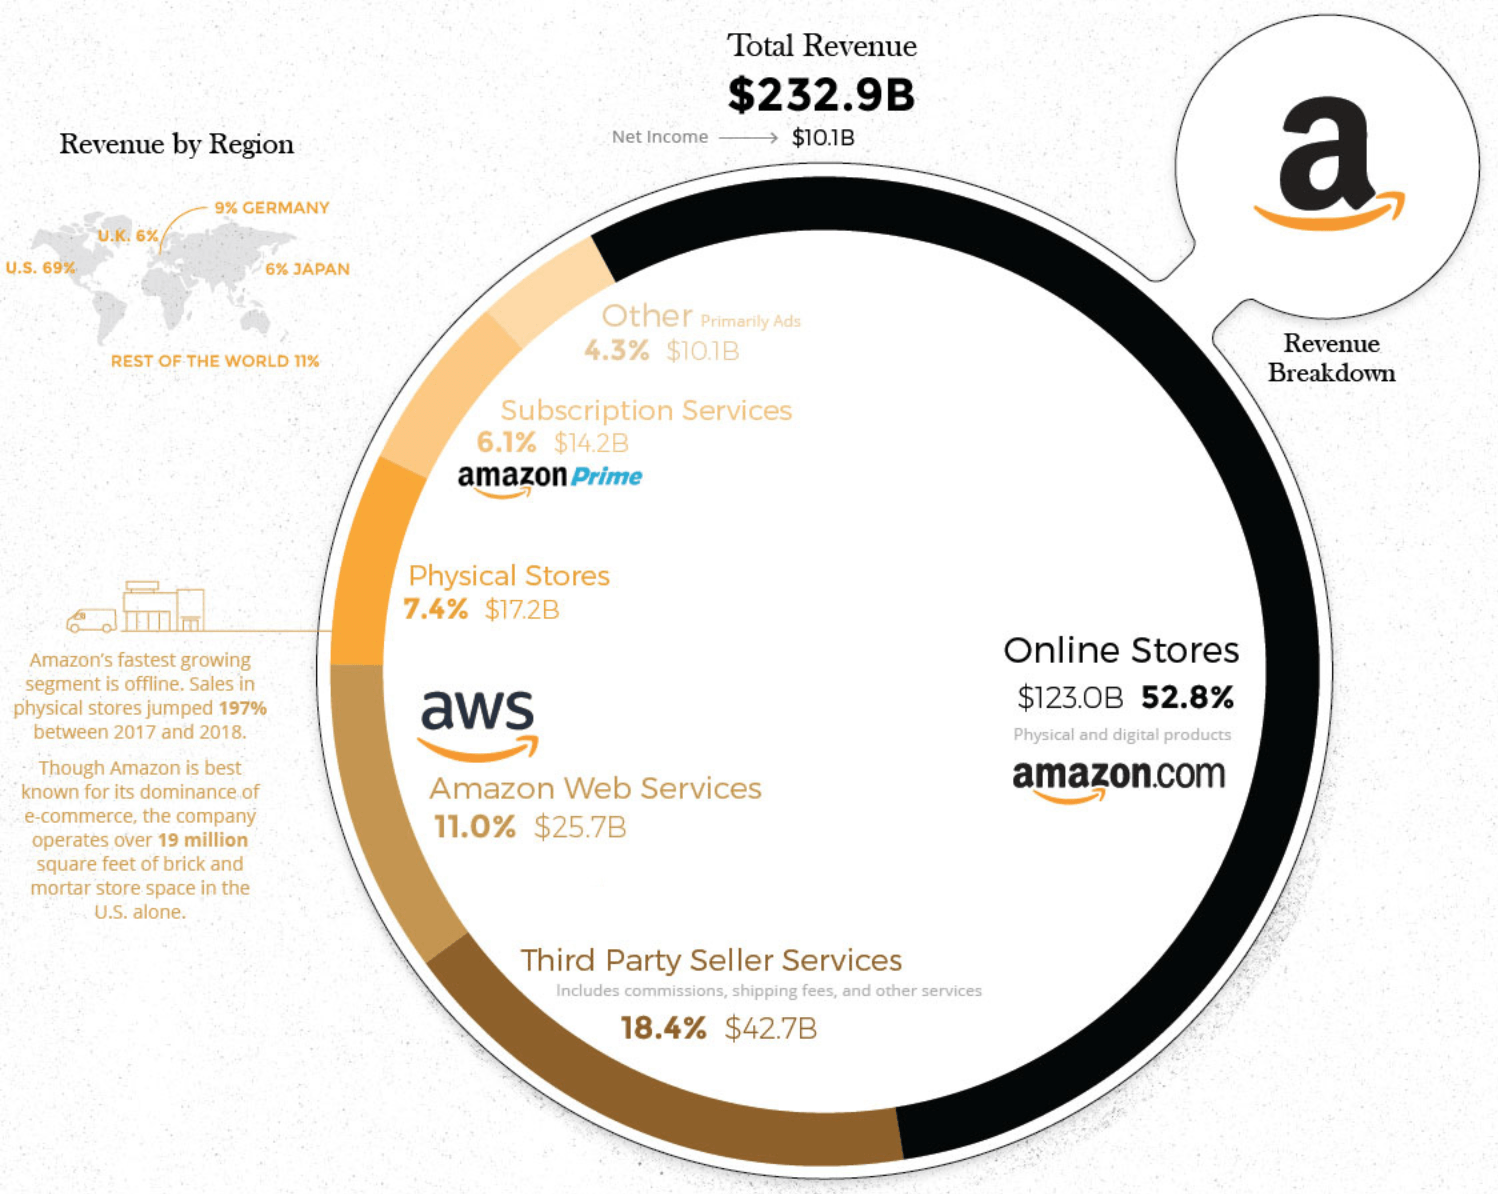 Total Revenue
$232.9B
Net Income $10.1B
a
Revenue
Breakdown
Revenue by Region
9% GERMANY
U.K. 6%
U.S. 69%
6% JAPAN
REST OF THE WORLD 11%
Other Primarily Ads
4.3% $10.1B
Subscription Services
6.1% $14.2B
amazon Prime
Physical Stores
7.4% $17.2B
Amazon's fastest growing
segment is offline. Sales in
physical stores jumped 197%
between 2017 and 2018.
Though Amazon is best
known for its dominance of
e-commerce, the company
operates over 19 million
square feet of brick and
mortar store space in the
U.S. alone.
aws
Amazon Web Services
11.0% $25.7B
Online Stores
$123.0B 52.8%
Physical and digital products
amazon.com
Third Party Seller Services
Includes commissions, shipping fees, and other services
18.4% $42.7B